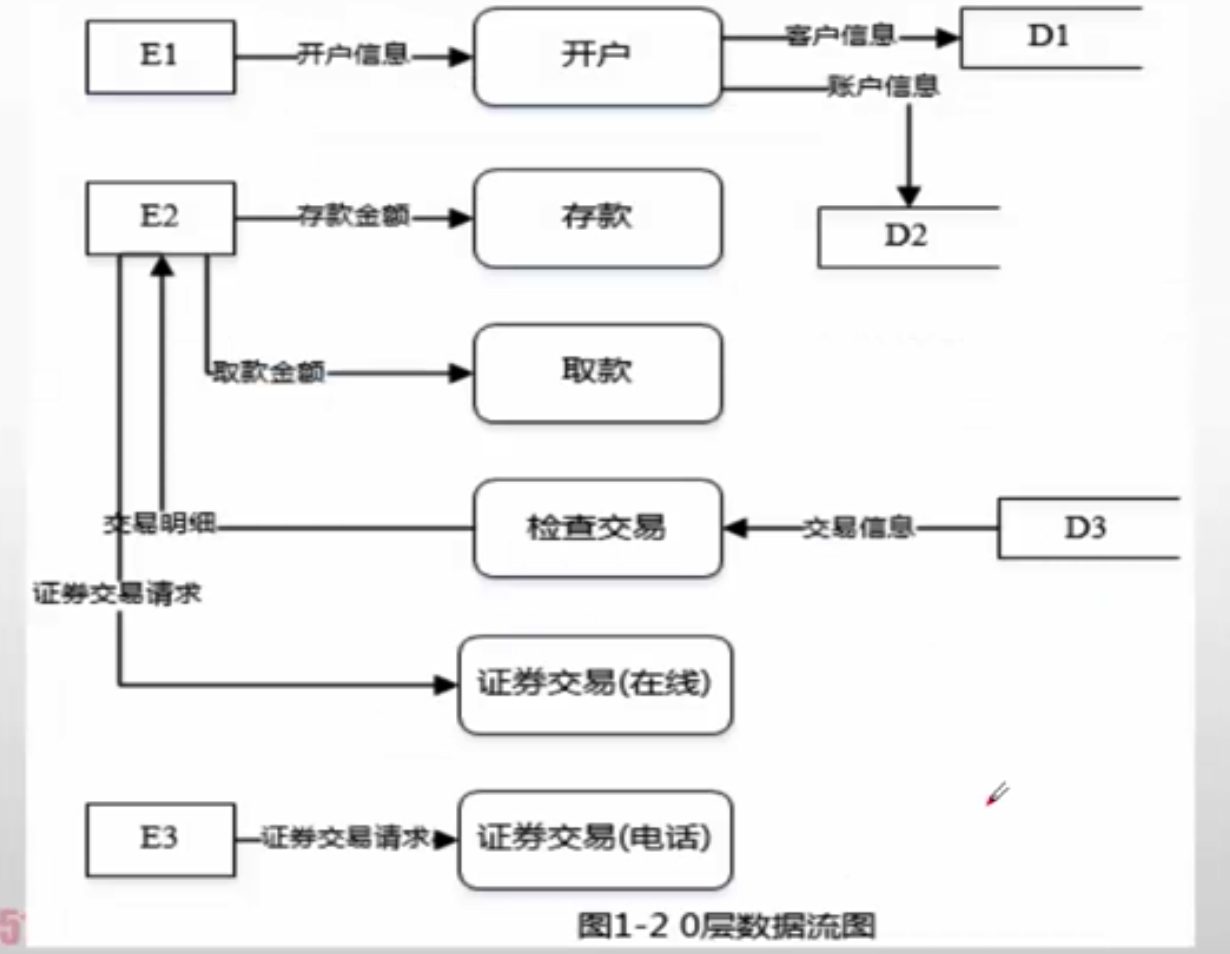 E1
开户信息
开户
客户信息
D1
账户信息
E2
存款金额
存款
D2
取款金额
取款
交易明细
检查交易
交易信息
D3
证券交易请求
证券交易(在线)
E3
证券交易请求
证券交易(电话)
图1-2 0层数据流图
5